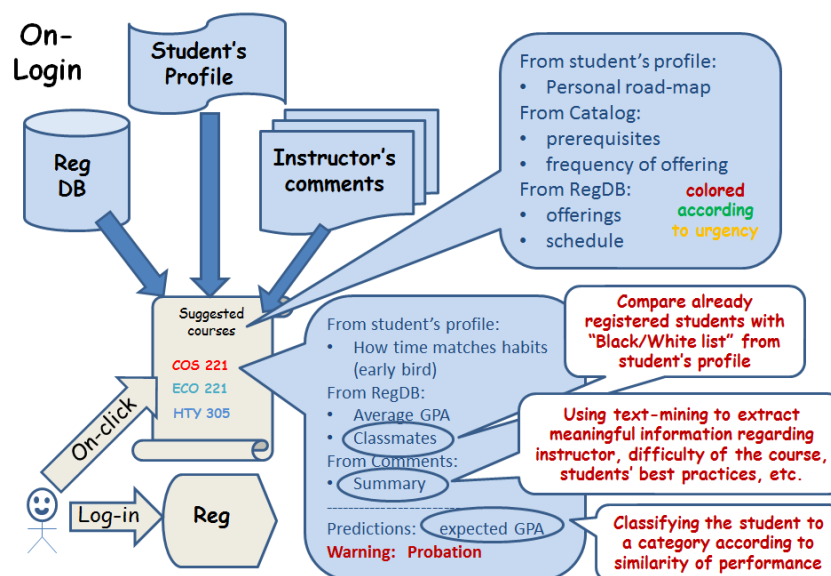 On-
Login
Student's
Profile
Reg
DB
Instructor's
comments
From student's profile:
• Personal road-map
From Catalog:
• prerequisites
• frequency of offering
From RegDB:
• offerings
• schedule
colored
according
to urgency
Suggested
courses
COS 221
ECO 221
HTY 305
From student's profile:
• How time matches habits
(early bird)
From RegDB:
• Average GPA
• Classmates
From Comments:
• Summary
--------------------------
Predictions: expected GPA
Warning: Probation
Compare already
registered students with
“Black/White list” from
student's profile
Using text-mining to extract
meaningful information regarding
instructor, difficulty of the course,
students' best practices, etc.
Classifying the student to
a category according to
similarity of performance
On-click
Log-in
Reg